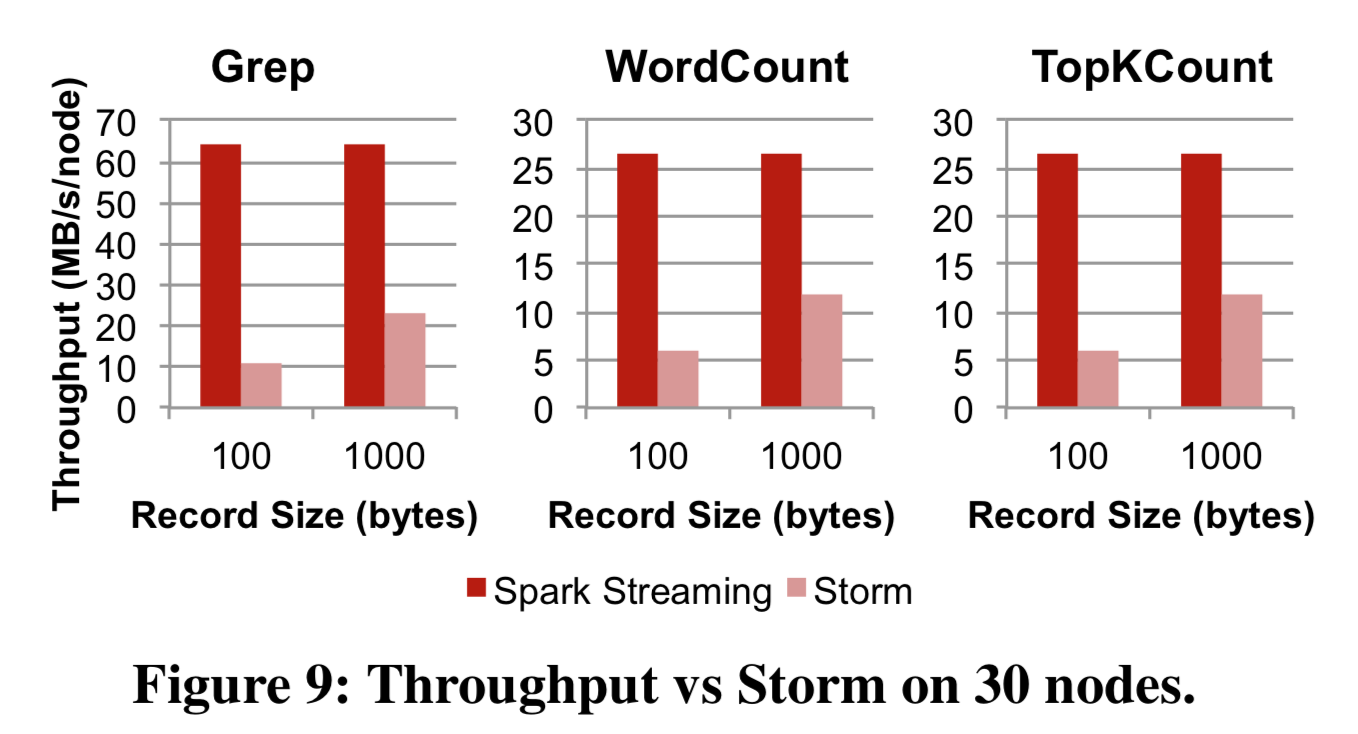 Grep WordCount TopKCount
Throughput (MB/s/node)
70 30 30
60 25 25
50 20 20
40 15 15
30 10 10
20 5 5
10 0 0
0
100 1000 100 1000 100 1000
Record Size (bytes) Record Size (bytes) Record Size (bytes)
Spark Streaming Storm
Figure 9: Throughput vs Storm on 30 nodes.